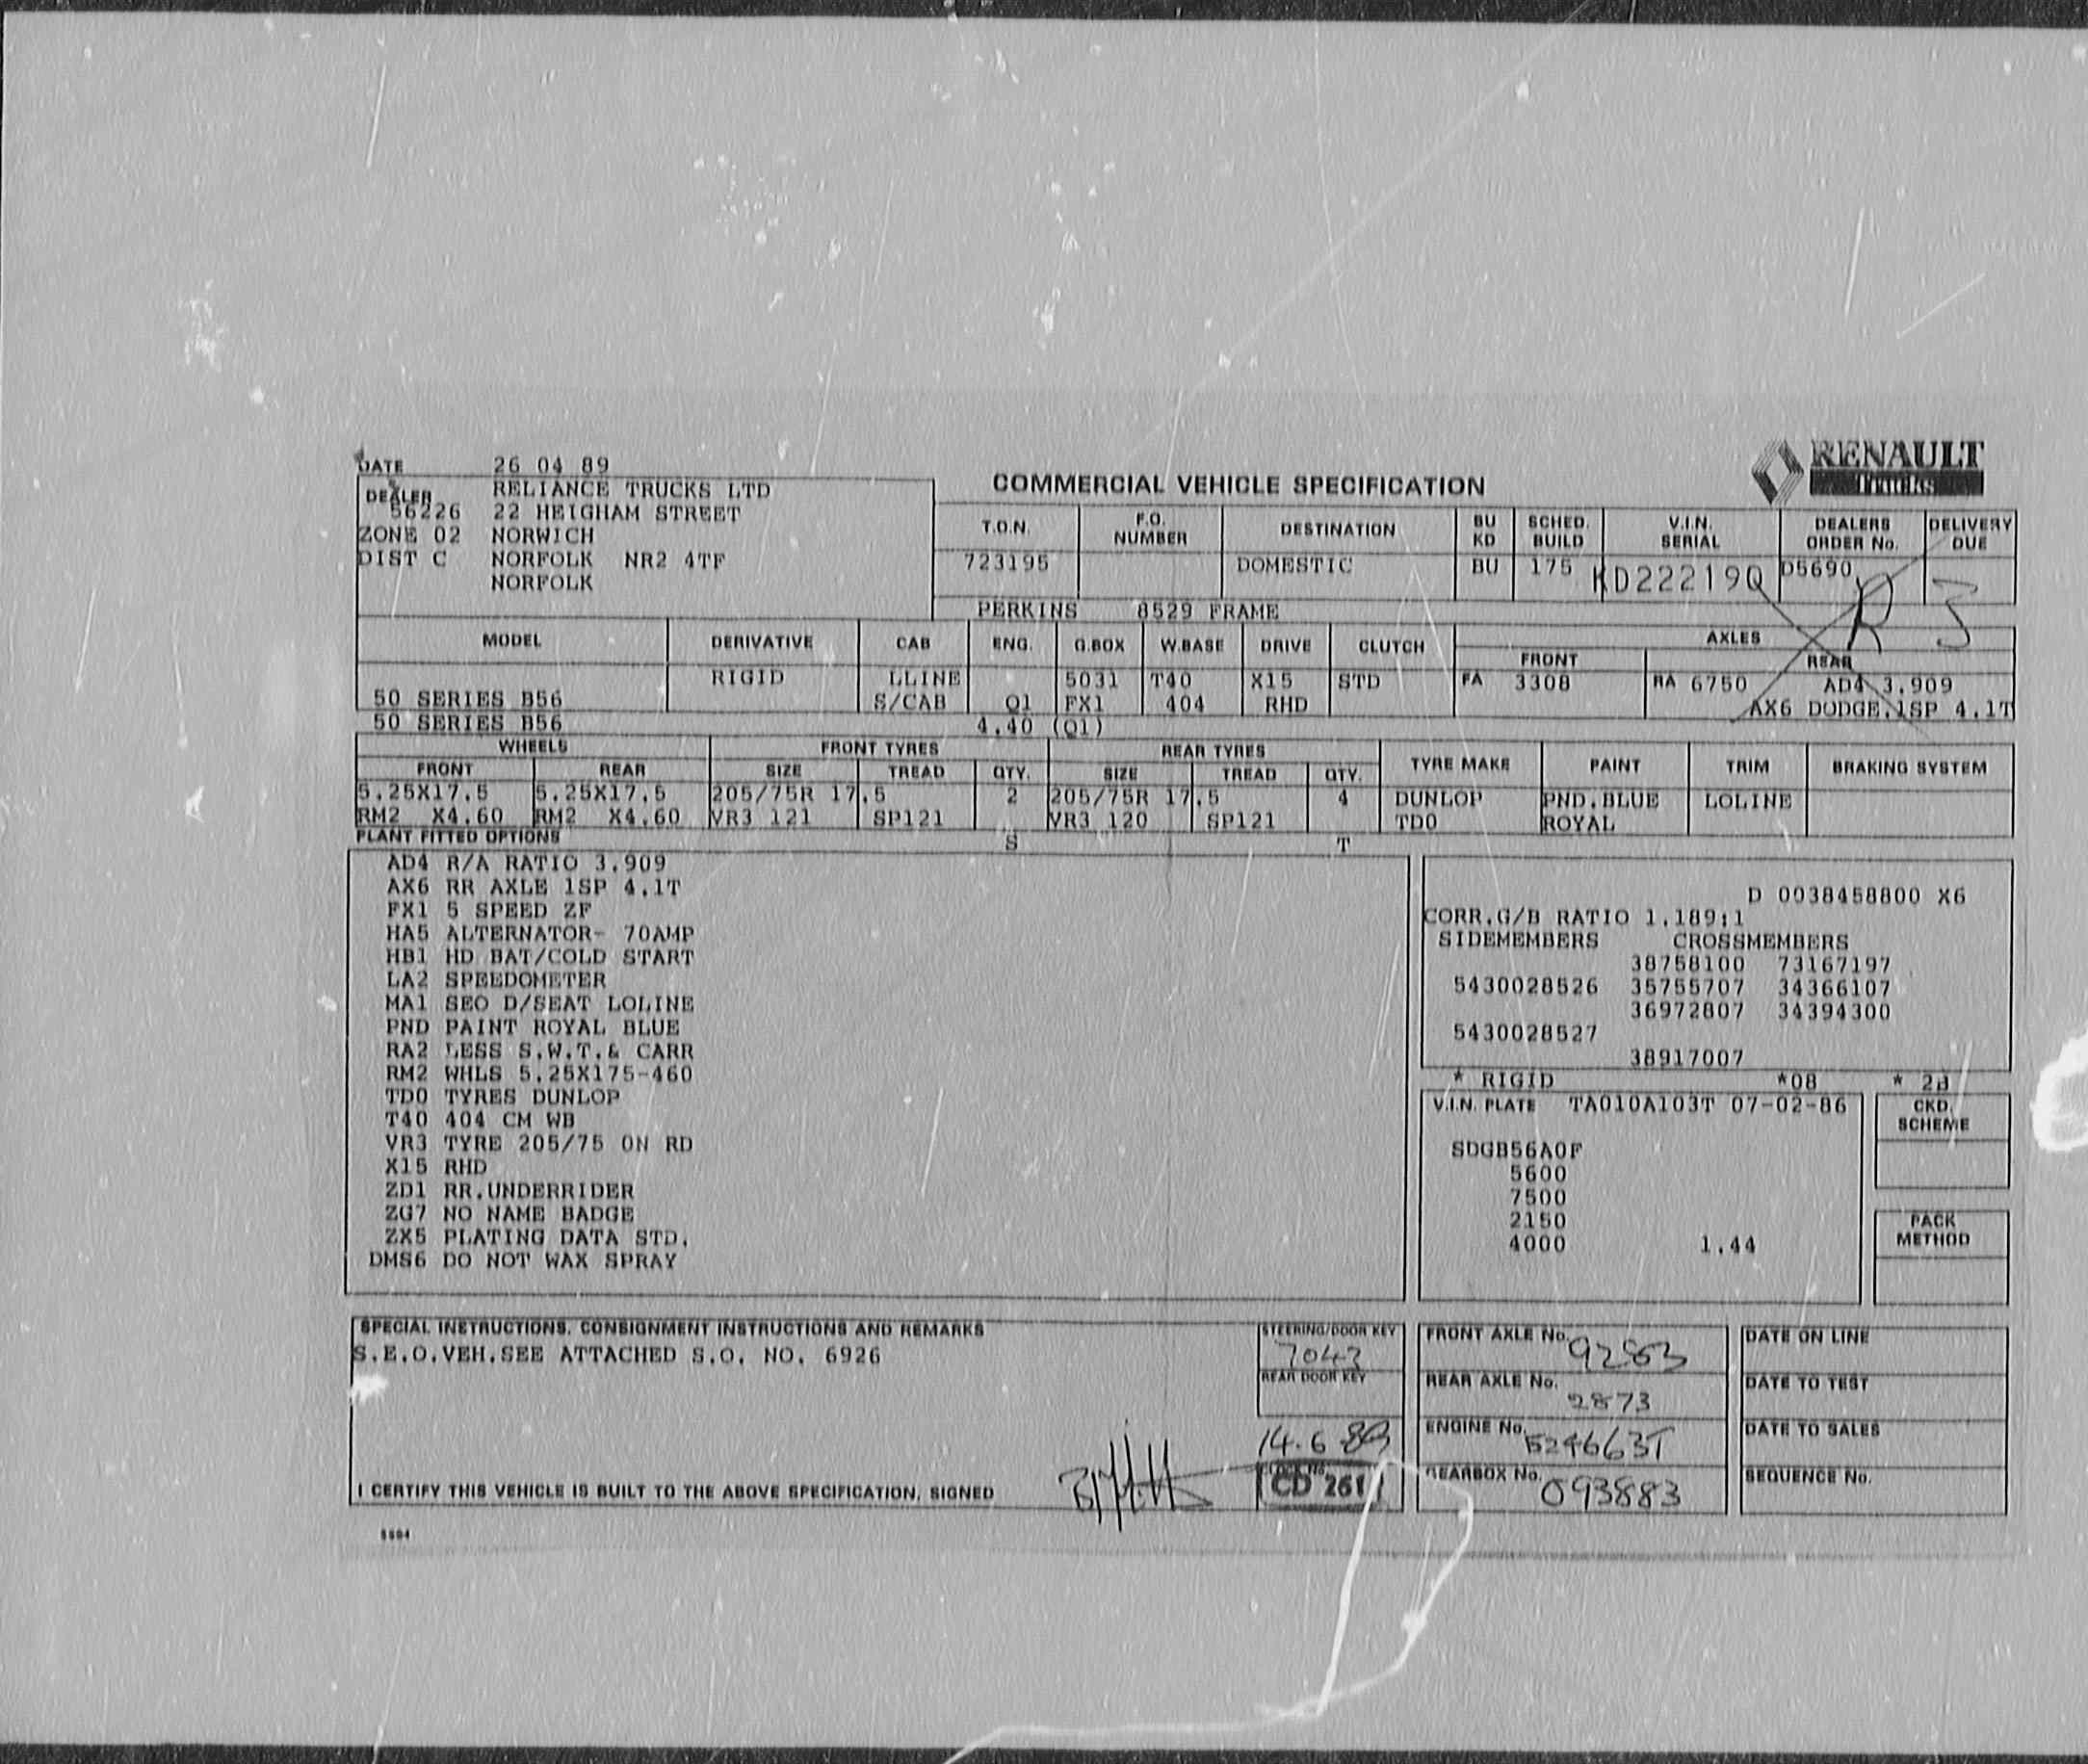 DATE 26 04 89
RENAULT
Trucks
DEALER RELIANCE TRUCKS LTD
56226 22 HEIGHAM STREET
ZONE 02 NORWICH
DIST C NORFOLK NR2 4TF
NORFOLK
COMMERCIAL VEHICLE SPECIFICATION
T.O.N. F.O. NUMBER DESTINATION BU KD SCHED. BUILD V.I.N. SERIAL DEALERS ORDER No. DELIVERY DUE
723195 DOMESTIC BU 175 KD22219Q D5690
R
PERKINS 8529 FRAME
MODEL DERIVATIVE CAB ENG. G.BOX W.BASE DRIVE CLUTCH AXLES
FRONT REAR
RIGID LLINE 5031 T40 X15 STD FA 3308 RA 6750 AD4 3.909
50 SERIES B56 S/CAB Q1 FX1 404 RHD AX6 DODGE.1SP 4.1T
50 SERIES B56 4.40 (Q1)
WHEELS FRONT TYRES REAR TYRES TYRE MAKE PAINT TRIM BRAKING SYSTEM
FRONT REAR SIZE TREAD QTY. SIZE TREAD QTY.
5.25X17.5 5.25X17.5 205/75R 17.5 2 205/75R 17.5 4 DUNLOP PND.BLUE LOLINE
RM2 X4.60 RM2 X4.60 VR3 121 SP121 VR3 120 SP121 TD0 ROYAL
PLANT FITTED OPTIONS S T
AD4 R/A RATIO 3.909
AX6 RR AXLE 1SP 4.1T
FX1 5 SPEED ZF
HA5 ALTERNATOR- 70AMP
HB1 HD BAT/COLD START
LA2 SPEEDOMETER
MA1 SEO D/SEAT LOLINE
PND PAINT ROYAL BLUE
RA2 LESS S.W.T.& CARR
RM2 WHLS 5.25X175-460
TD0 TYRES DUNLOP
T40 404 CM WB
VR3 TYRE 205/75 ON RD
X15 RHD
ZD1 RR.UNDERRIDER
ZG7 NO NAME BADGE
ZX5 PLATING DATA STD.
DMS6 DO NOT WAX SPRAY
D 0038458800 X6
CORR.G/B RATIO 1.189:1
SIDEMEMBERS CROSSMEMBERS
38758100 73167197
5430028526 35755707 34366107
36972807 34394300
5430028527
38917007
* RIGID *08 *
V.I.N. PLATE TA010A103T 07-02-86
CKD. SCHEME
SDGB56A0F
5600
7500
2150
4000 1.44
PACK METHOD
SPECIAL INSTRUCTIONS, CONSIGNMENT INSTRUCTIONS AND REMARKS
S.E.O.VEH.SEE ATTACHED S.O. NO. 6926
STEERING/DOOR KEY
7043
REAR DOOR KEY
14.6 89
CD 261
I CERTIFY THIS VEHICLE IS BUILT TO THE ABOVE SPECIFICATION, SIGNED
FRONT AXLE No. 92853
REAR AXLE No. 2873
ENGINE No. 524663T
GEARBOX No. 093883
DATE ON LINE
DATE TO TEST
DATE TO SALES
SEQUENCE No.